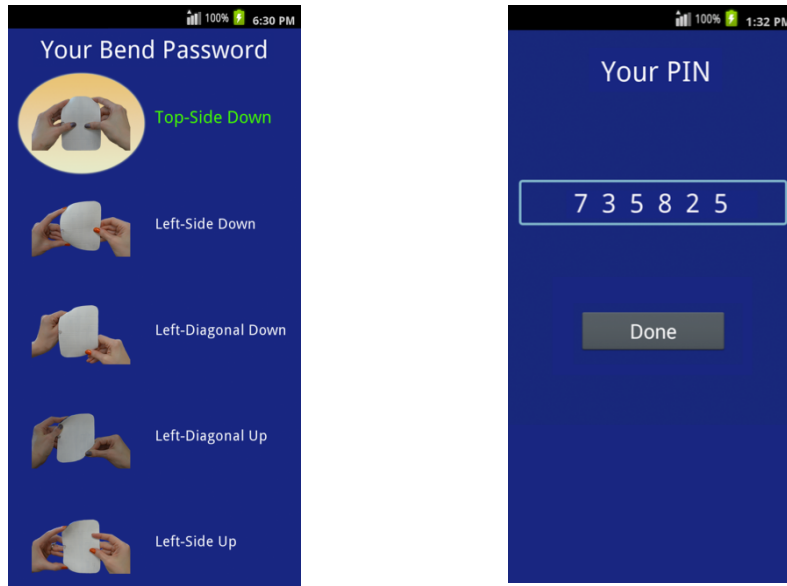 100% 6:30 PM
Your Bend Password
Top-Side Down
Left-Side Down
Left-Diagonal Down
Left-Diagonal Up
Left-Side Up
100% 1:32 PM
Your PIN
7 3 5 8 2 5
Done